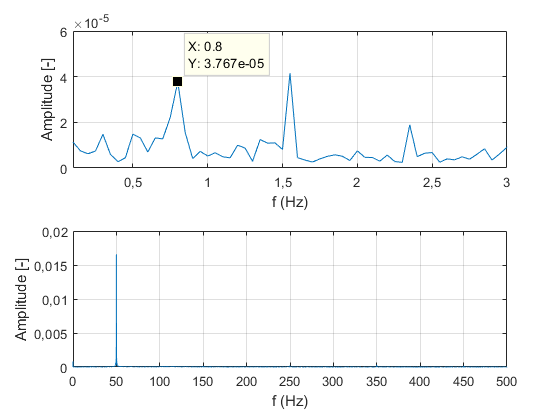 ×10-5
6
4
2
0
Amplitude [-]
X: 0.8
Y: 3.767e-05
0,5 1 1,5 2 2,5 3
f (Hz)
0,02
0,015
0,01
0,005
0
Amplitude [-]
0 50 100 150 200 250 300 350 400 450 500
f (Hz)